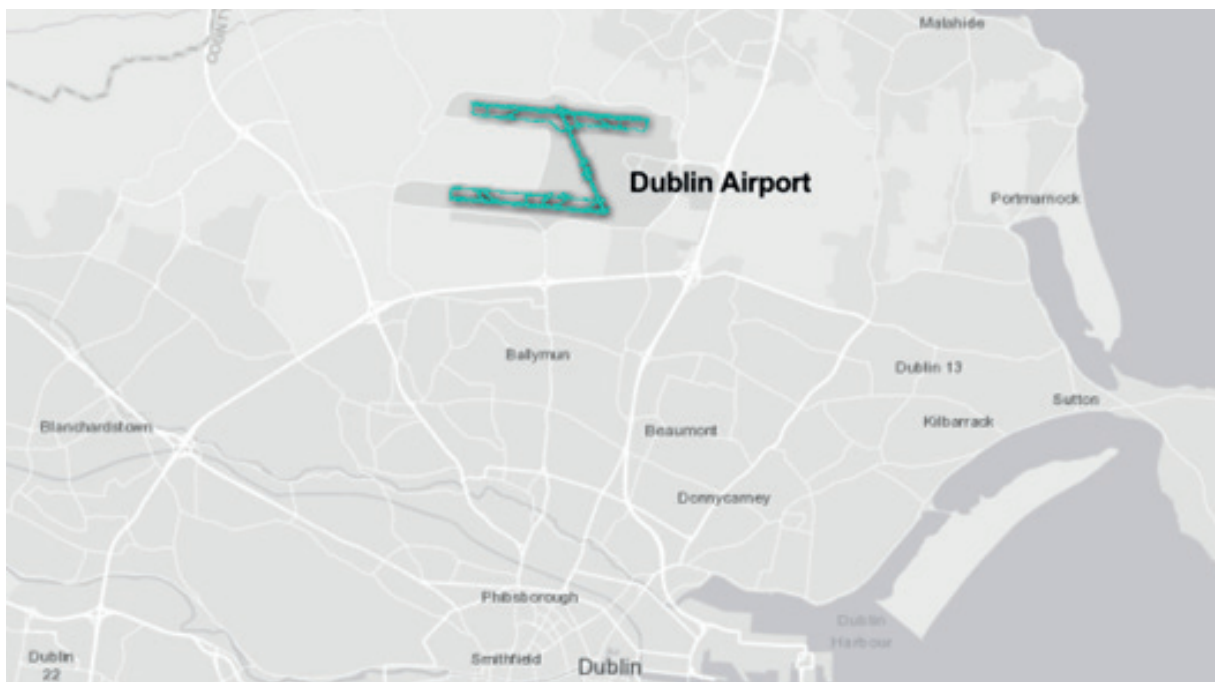 Malahide
Dublin Airport
Portmarnock
Ballymun
Dublin 13
Sutton
Blanchardstown
Beaumont
Kilbarrack
Donnycarney
Phibsborough
Dublin
Harbour
Smithfield
Dublin
Dublin
22